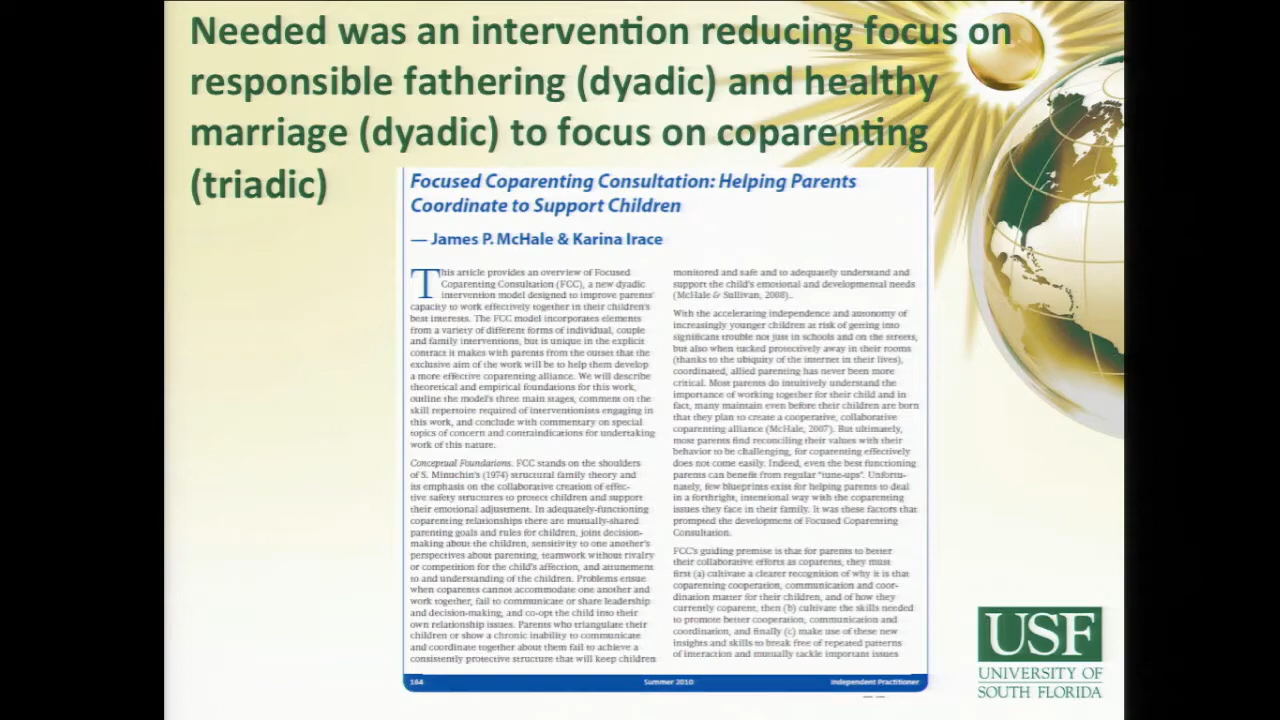 Needed was an intervention reducing focus on
responsible fathering (dyadic) and healthy
marriage (dyadic) to focus on coparenting
(triadic)
Focused Coparenting Consultation: Helping Parents
Coordinate to Support Children
— James P. McHale & Karina Irace
This article provides an overview of Focused
Coparenting Consultation (FCC), a new dyadic
intervention model designed to improve parents'
capacity to work effectively together in their children's
best interests. The FCC model incorporates elements
from a variety of different forms of individual, couple
and family interventions, but is unique in the explicit
contract it makes with parents from the outset that the
exclusive aim of the work will be to help them develop
a more effective coparenting alliance. We will describe
theoretical and empirical foundations for this work,
outline the model's three main stages, comment on the
skill repertoire required of interventionists engaging in
this work, and conclude with commentary on special
topics of concern and contraindications for undertaking
work of this nature.
Conceptual Foundations. FCC stands on the shoulders
of S. Minuchin's (1974) structural family theory and
its emphasis on the collaborative creation of effec-
tive safety structures to protect children and support
their emotional adjustment. In adequately-functioning
coparenting relationships there are mutually-shared
parenting goals and rules for children, joint decision-
making about the children, sensitivity to one another's
perspectives about parenting, teamwork without rivalry
or competition for the child's affection, and attunement
to and understanding of the children. Problems ensue
when coparents cannot accommodate one another and
work together, fail to communicate or share leadership
and decision-making, and co-opt the child into their
own relationship issues. Parents who triangulate their
children or show a chronic inability to communicate
and coordinate together about them fail to achieve a
consistently protective structure that will keep children
monitored and safe and to adequately understand and
support the child's emotional and developmental needs
(McHale & Sullivan, 2008)..
With the accelerating independence and autonomy of
increasingly younger children at risk of getting into
significant trouble not just in schools and on the streets,
but also when tucked protectively away in their rooms
(thanks to the ubiquity of the internet in their lives),
coordinated, allied parenting has never been more
critical. Most parents do intuitively understand the
importance of working together for their child and in
fact, many maintain even before their children are born
that they plan to create a cooperative, collaborative
coparenting alliance (McHale, 2007). But ultimately,
most parents find reconciling their values with their
behavior to be challenging, for coparenting effectively
does not come easily. Indeed, even the best functioning
parents can benefit from regular "tune-ups". Unfortu-
nately, few blueprints exist for helping parents to deal
in a forthright, intentional way with the coparenting
issues they face in their family. It was these factors that
prompted the development of Focused Coparenting
Consultation.
FCC's guiding premise is that for parents to better
their collaborative efforts as coparents, they must
first (a) cultivate a clearer recognition of why it is that
coparenting cooperation, communication and coor-
dination matter for their children, and of how they
currently coparent, then (b) cultivate the skills needed
to promote better cooperation, communication and
coordination, and finally (c) make use of these new
insights and skills to break free of repeated patterns
of interaction and mutually tackle important issues
184 Summer 2010 Independent Practitioner
USF
UNIVERSITY OF
SOUTH FLORIDA